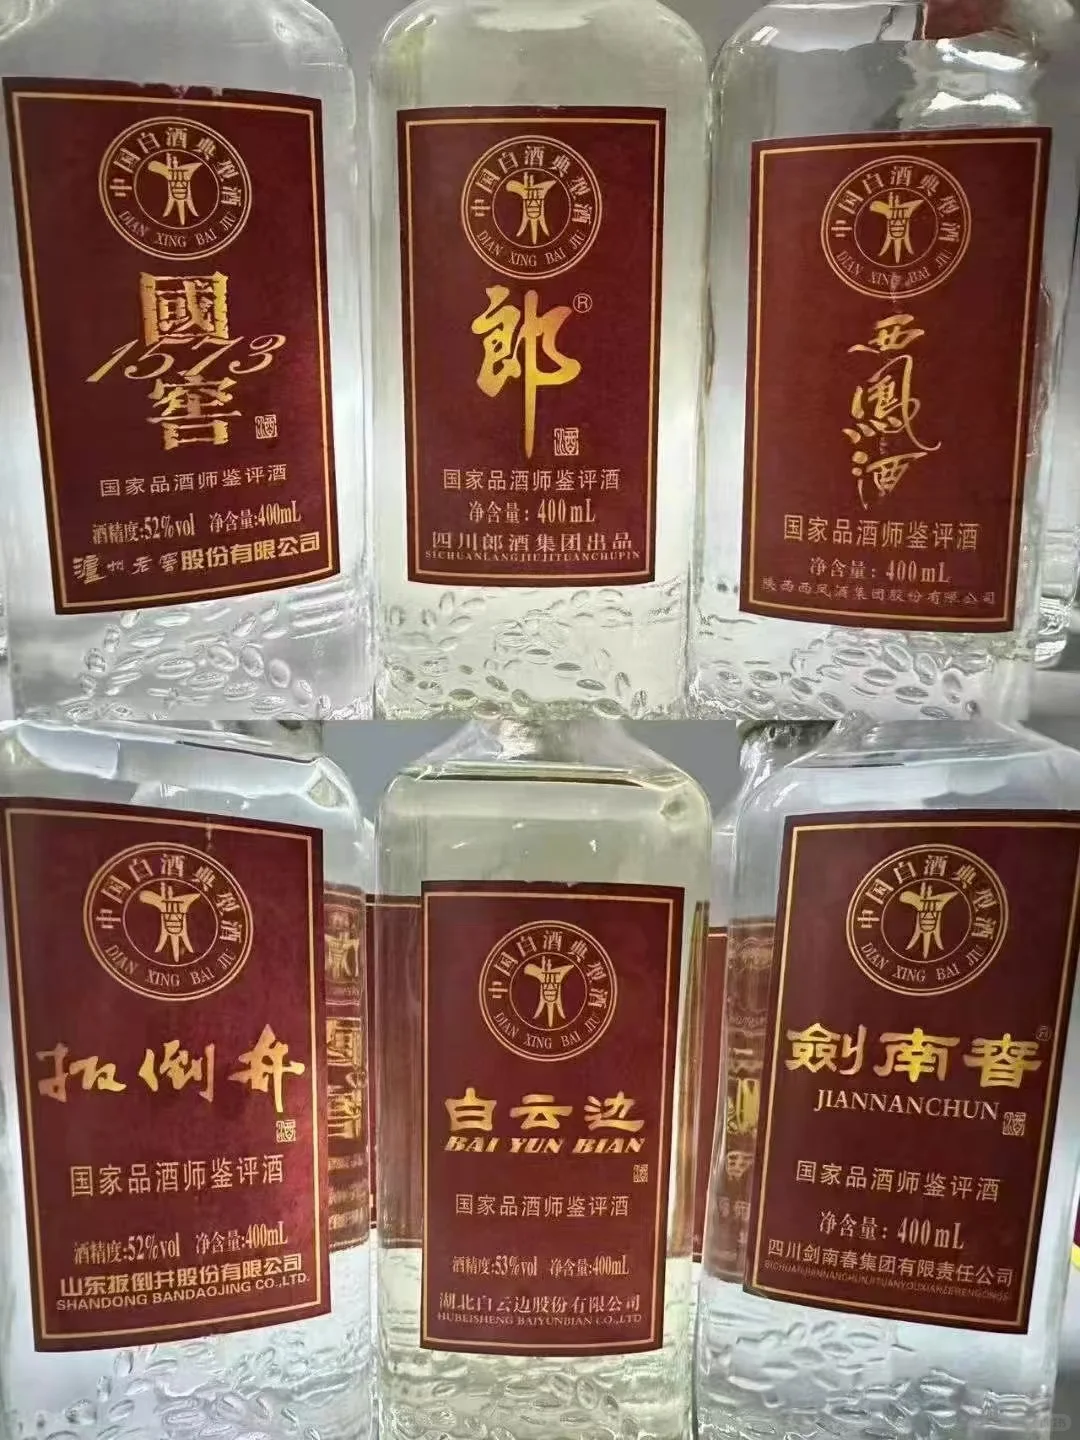 中国白酒典型酒
DIAN XING BAI JIU
國
1573
窖
酒
国家品酒师鉴评酒
酒精度:52%vol 净含量:400mL
泸州老窖股份有限公司
中国白酒典型酒
DIAN XING BAI JIU
郎®
酒
国家品酒师鉴评酒
净含量: 400mL
四川郎酒集团出品
SICHUANLANGJIUJITUANCHUPIN
中国白酒典型酒
DIAN XING BAI JIU
西
鳳
酒
国家品酒师鉴评酒
净含量: 400mL
陕西西凤酒集团股份有限公司
中国白酒典型酒
DIAN XING BAI JIU
扳倒井
酒
国家品酒师鉴评酒
酒精度:52%vol 净含量:400mL
山东扳倒井股份有限公司
SHANDONG BANDAOJING CO.,LTD.
中国白酒典型酒
DIAN XING BAI JIU
白云边
BAI YUN BIAN
酒
国家品酒师鉴评酒
酒精度:53%vol 净含量:400mL
湖北白云边股份有限公司
HUBEISHENG BAIYUNBIAN CO.,LTD
中国白酒典型酒
DIAN XING BAI JIU
劍南春®
JIANNANCHUN
酒
国家品酒师鉴评酒
净含量: 400mL
四川剑南春集团有限责任公司